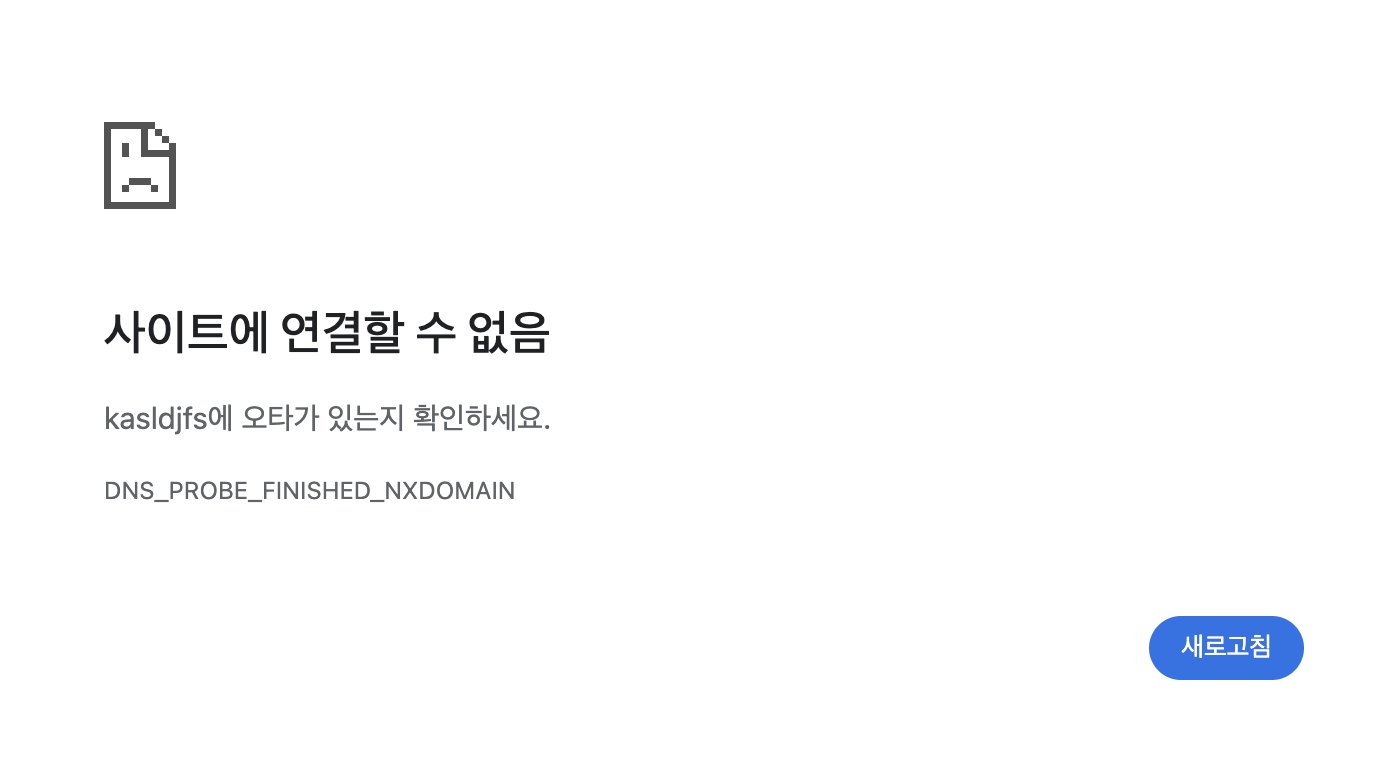 사이트에 연결할 수 없음
kasldjfs에 오타가 있는지 확인하세요.
DNS_PROBE_FINISHED_NXDOMAIN
새로고침